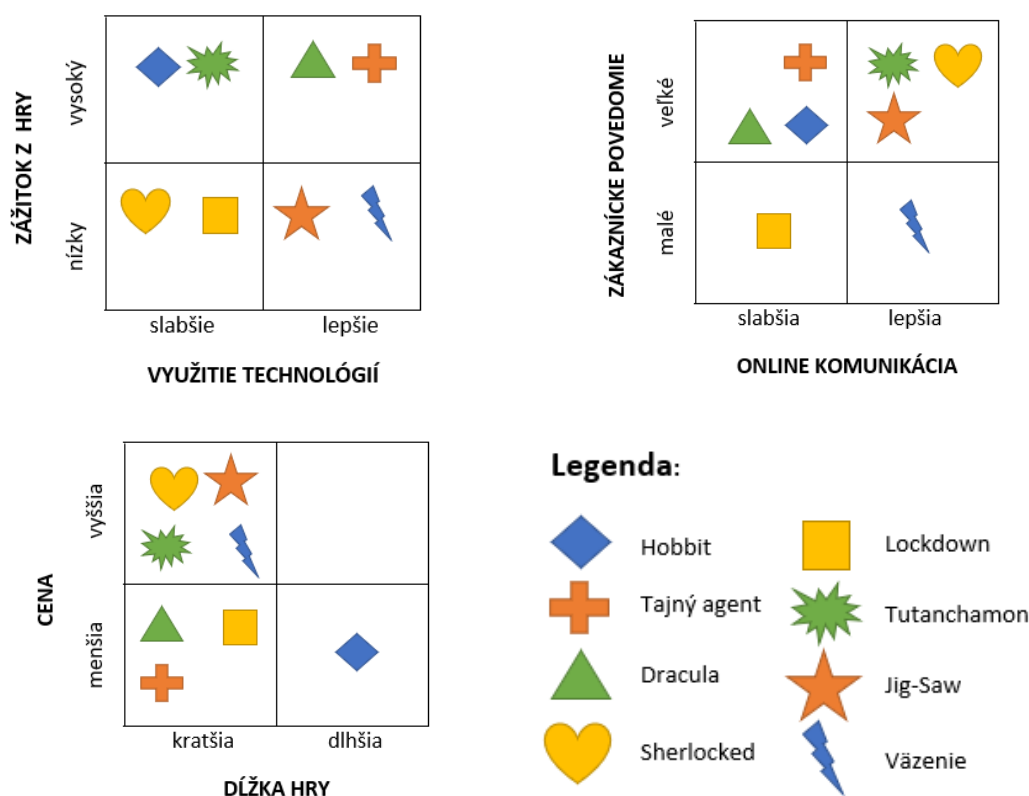 ZÁŽITOK Z HRY
vysoký
nízky
slabšie
lepšie
VYUŽITIE TECHNOLÓGIÍ
ZÁKAZNÍCKE POVEDOMIE
veľké
malé
slabšia
lepšia
ONLINE KOMUNIKÁCIA
CENA
vyššia
menšia
kratšia
dlhšia
DĹŽKA HRY
Legenda:
Hobbit
Lockdown
Tajný agent
Tutanchamon
Dracula
Jig-Saw
Sherlocked
Väzenie